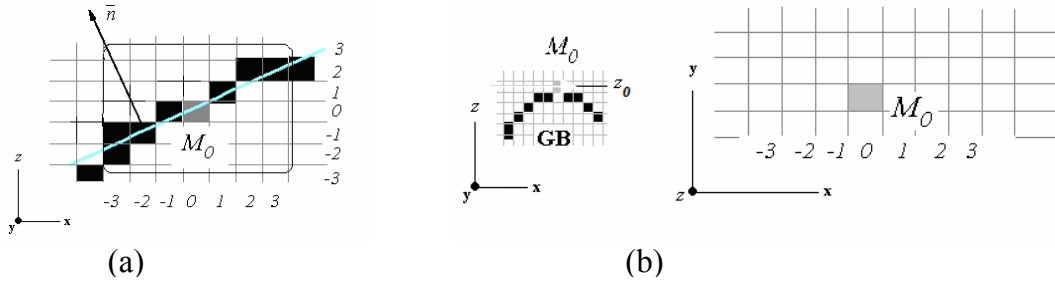 n̄
3
2
1
0
-1
-2
-3
M0
-3 -2 -1 0 1 2 3
z
y x
(a)
M0
z0
z
GB
y x
y
M0
-3 -2 -1 0 1 2 3
z x
(b)